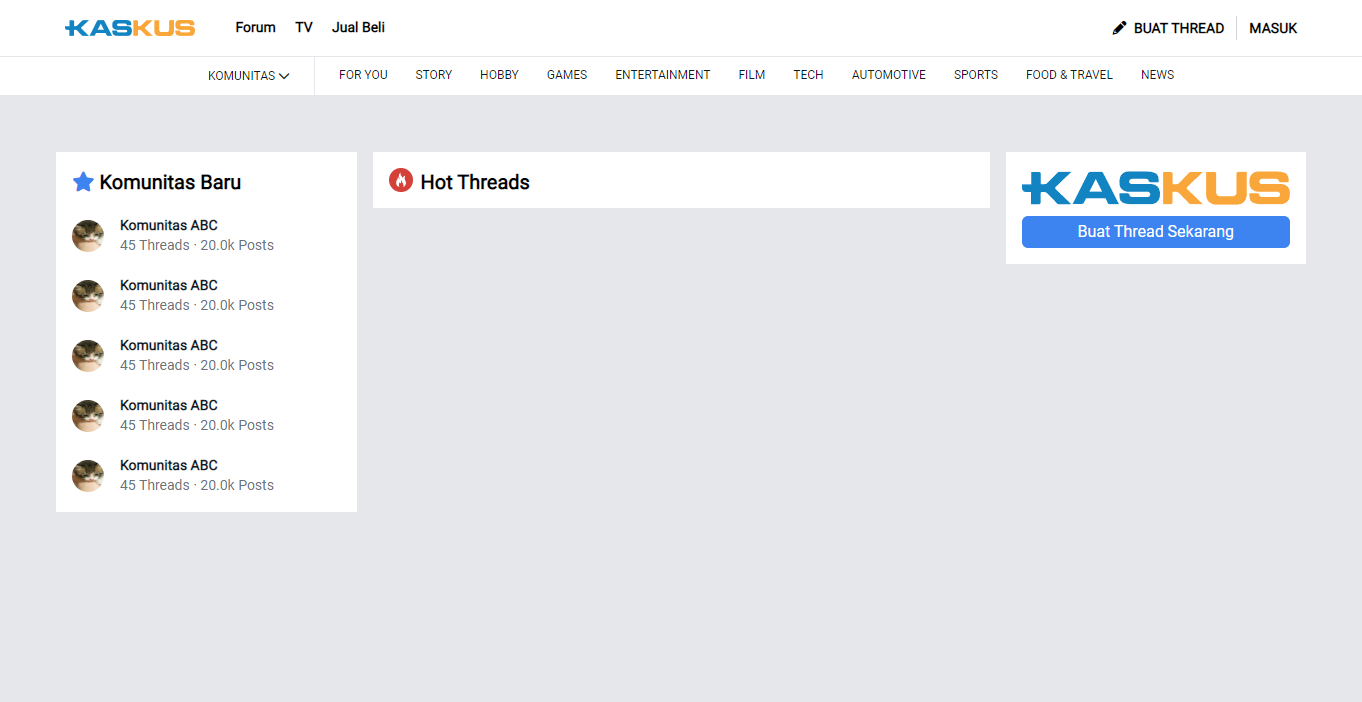 KASKUS Forum TV Jual Beli BUAT THREAD MASUK
KOMUNITAS FOR YOU STORY HOBBY GAMES ENTERTAINMENT FILM TECH AUTOMOTIVE SPORTS FOOD & TRAVEL NEWS
Komunitas Baru
Komunitas ABC
45 Threads · 20.0k Posts
Komunitas ABC
45 Threads · 20.0k Posts
Komunitas ABC
45 Threads · 20.0k Posts
Komunitas ABC
45 Threads · 20.0k Posts
Komunitas ABC
45 Threads · 20.0k Posts
Hot Threads
KASKUS
Buat Thread Sekarang